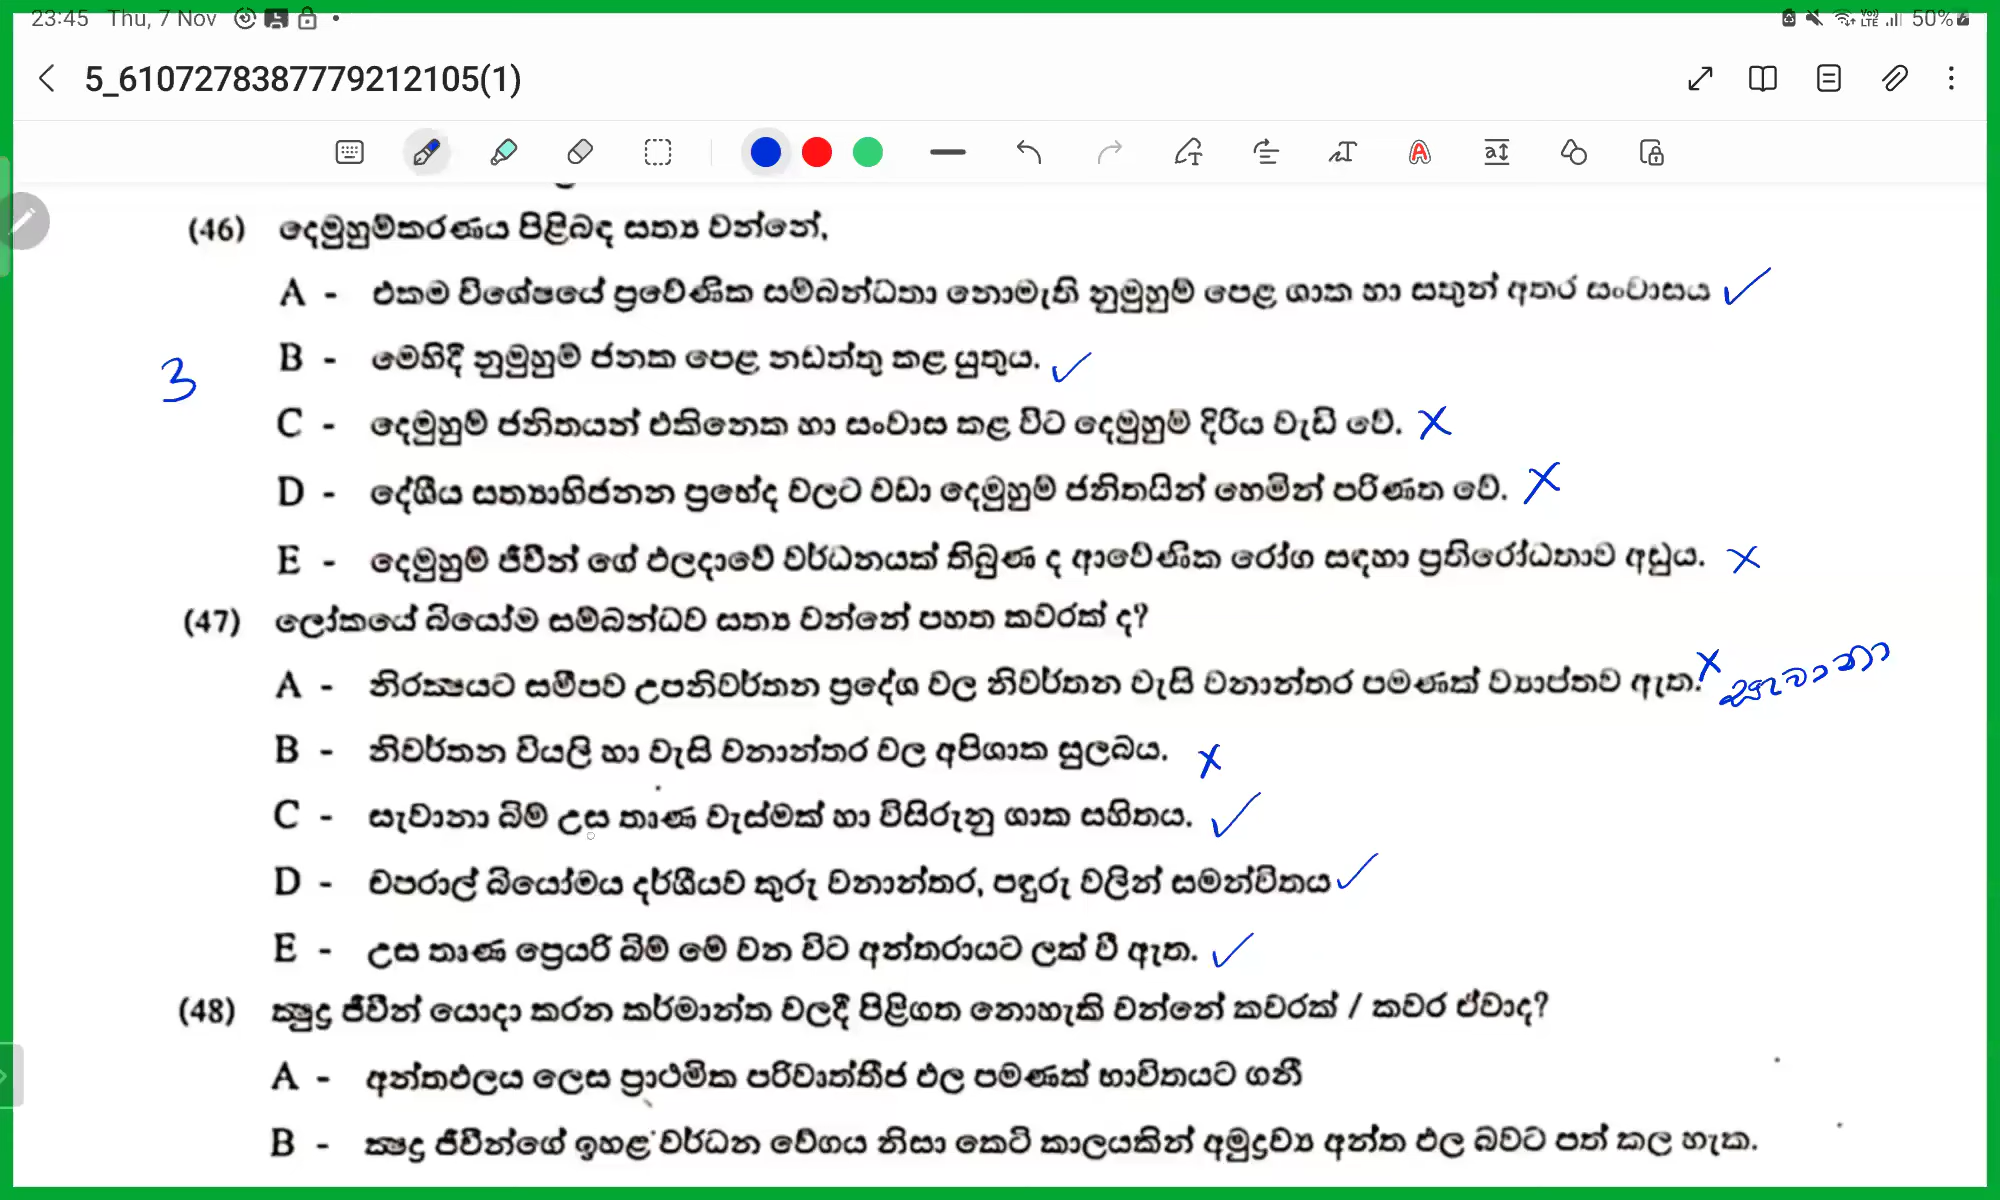 23:45 Thu, 7 Nov 50%
5_6107278387779212105(1)
(46) දෙමුහුම්කරණය පිළිබද සත්‍ය වන්නේ,
A - එකම විශේෂයේ ප්‍රවේණික සම්බන්ධතා නොමැති නුමුහුම් පෙළ ශාක හා සතුන් අතර සංවාසය ✓
B - මෙහිදී නුමුහුම් ජනක පෙළ නඩත්තු කළ යුතුය. ✓
3
C - දෙමුහුම් ජනිතයන් එකිනෙක හා සංවාස කළ විට දෙමුහුම් දිරිය වැඩි වේ. X
D - දේශීය සත්‍යාභිජනන ප්‍රභේද වලට වඩා දෙමුහුම් ජනිතයින් හෙමින් පරිණත වේ. X
E - දෙමුහුම් ජීවීන් ගේ ඵලදාවේ වර්ධනයක් තිබුණ ද ආවේණික රෝග සඳහා ප්‍රතිරෝධතාව අඩුය. X
(47) ලෝකයේ බියෝම සම්බන්ධව සත්‍ය වන්නේ පහත කවරක් ද?
A - නිරක්‍ෂයට සමීපව උපනිවර්තන ප්‍රදේශ වල නිවර්තන වැසි වනාන්තර පමණක් ව්‍යාප්තව ඇත. X සැවානා
B - නිවර්තන වියලි හා වැසි වනාන්තර වල අපිශාක සුලබය. X
C - සැවානා බිම් උස තෘණ වැස්මක් හා විසිරුනු ශාක සහිතය. ✓
D - චපරාල් බියෝමය දර්ශීයව කුරු වනාන්තර, පඳුරු වලින් සමන්විතය ✓
E - උස තෘණ ප්‍රෙයරි බිම් මේ වන විට අන්තරායට ලක් වී ඇත. ✓
(48) ක්‍ෂුද්‍ර ජීවීන් යොදා කරන කර්මාන්ත වලදී පිළිගත නොහැකි වන්නේ කවරක් / කවර ඒවාද?
A - අන්තඵලය ලෙස ප්‍රාථමික පරිවෘත්තීජ ඵල පමණක් භාවිතයට ගනී
B - ක්‍ෂද්‍ර ජීවීන්ගේ ඉහළ වර්ධන වේගය නිසා කෙටි කාලයකින් අමුද්‍රව්‍ය අන්ත ඵල බවට පත් කල හැක.